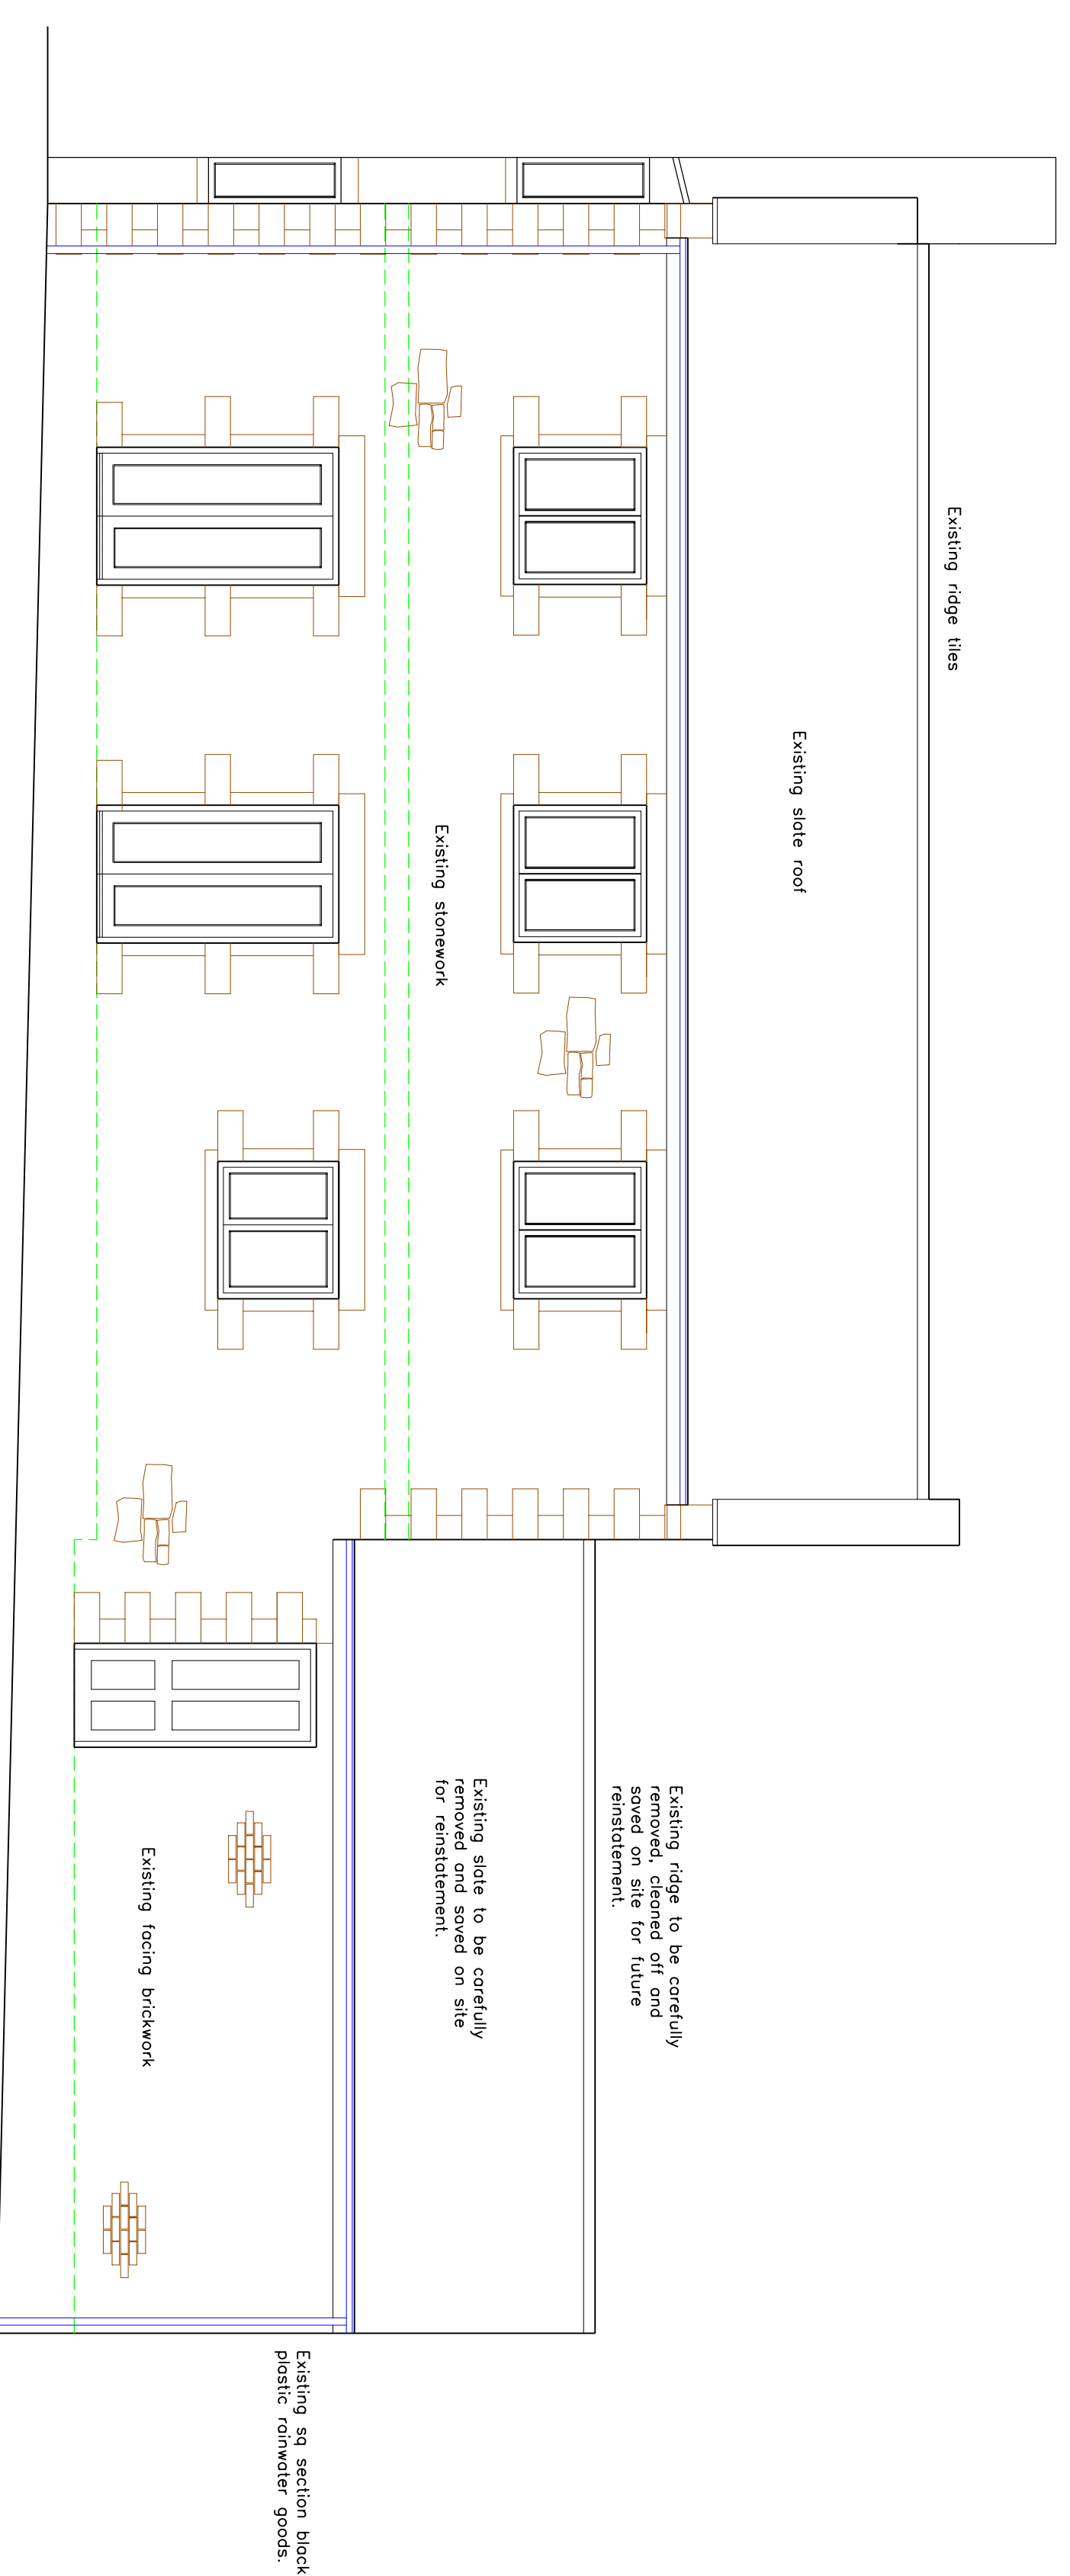 Existing ridge tiles
Existing slate roof
Existing stonework
Existing ridge to be carefully
removed, cleaned off and
saved on site for future
reinstatement.
Existing slate to be carefully
removed and saved on site
for reinstatement.
Existing facing brickwork
Existing sq section black
plastic rainwater goods.